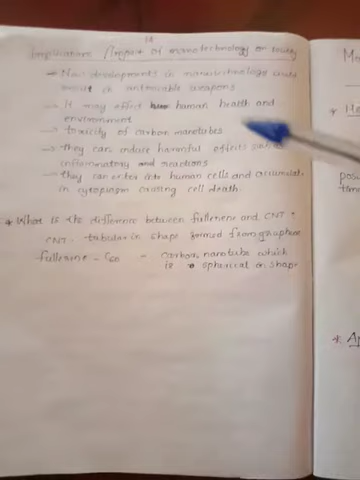 Implications / Impact of nanotechnology on society
→ New developments in nanotechnology could
result in untraceable weapons
→ It may effect human health and
environment
→ toxicity of carbon nanotubes
→ they can induce harmful effects such as
inflammatory and reactions
→ they can enter into human cells and accumulate
in cytoplasm causing cell death.
* What is the difference between fullerene and CNT
CNT - tubular in shape formed from graphene
fullerene - C60 - carbon nanotube which
is spherical in shape
Ap